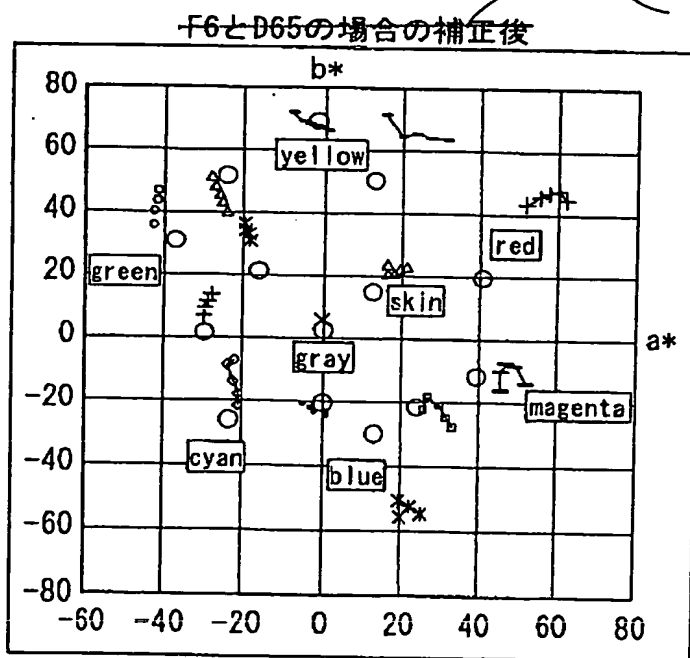 F6とD65の場合の補正後
b*
80
60
yellow
40
red
green
20
skin
0
a*
gray
-20
magenta
cyan
blue
-40
-60
-80
-60 -40 -20 0 20 40 60 80